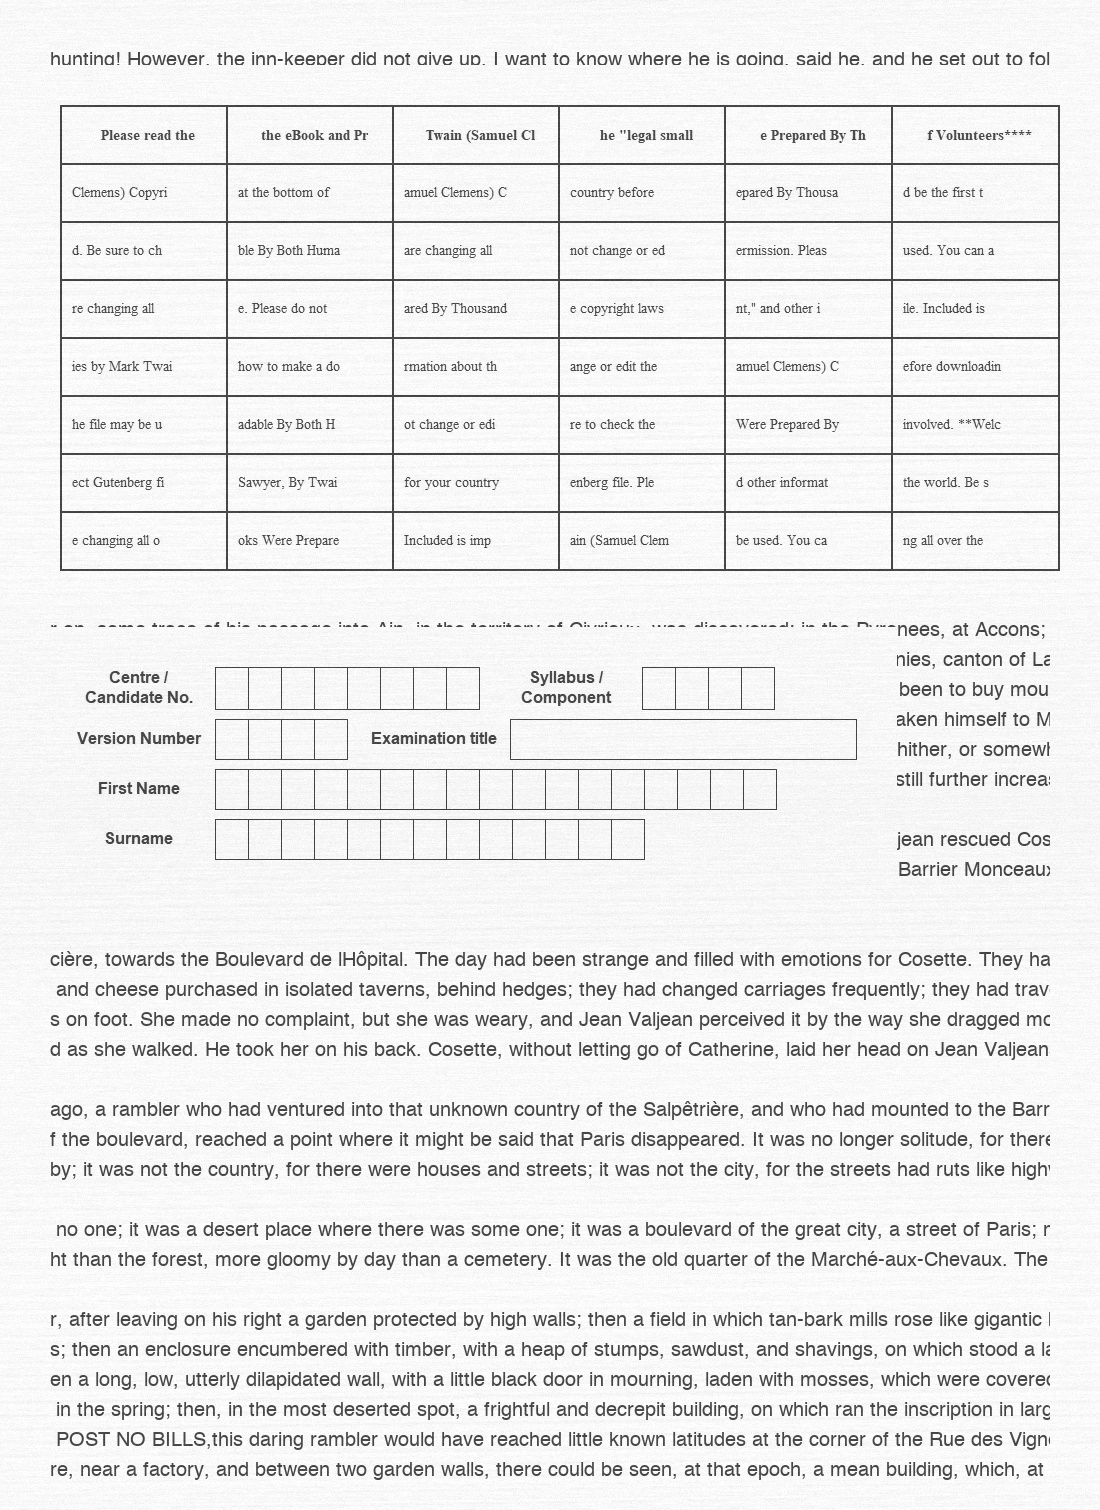 hunting! However, the inn-keeper did not give up. I want to know where he is going, said he, and he set out to fol
Please read the the eBook and Pr Twain (Samuel Cl he "legal small e Prepared By Th f Volunteers****
Clemens) Copyri at the bottom of amuel Clemens) C country before epared By Thousa d be the first t
d. Be sure to ch ble By Both Huma are changing all not change or ed ermission. Pleas used. You can a
re changing all e. Please do not ared By Thousand e copyright laws nt," and other i ile. Included is
ies by Mark Twai how to make a do rmation about th ange or edit the amuel Clemens) C efore downloadin
he file may be u adable By Both H ot change or edi re to check the Were Prepared By involved. **Welc
ect Gutenberg fi Sawyer, By Twai for your country enberg file. Ple d other informat the world. Be s
e changing all o oks Were Prepare Included is imp ain (Samuel Clem be used. You ca ng all over the
r on, some trace of his passage into Ain, in the territory of Civrieux, was discovered; in the Pyrenees, at Accons;
nies, canton of La
been to buy mou
aken himself to M
hither, or somewh
still further increas
jean rescued Cos
Barrier Monceaux
Centre /
Candidate No.
Syllabus /
Component
Version Number Examination title
First Name
Surname
cière, towards the Boulevard de lHôpital. The day had been strange and filled with emotions for Cosette. They ha
and cheese purchased in isolated taverns, behind hedges; they had changed carriages frequently; they had trav
s on foot. She made no complaint, but she was weary, and Jean Valjean perceived it by the way she dragged mo
d as she walked. He took her on his back. Cosette, without letting go of Catherine, laid her head on Jean Valjean
ago, a rambler who had ventured into that unknown country of the Salpêtrière, and who had mounted to the Barr
f the boulevard, reached a point where it might be said that Paris disappeared. It was no longer solitude, for there
by; it was not the country, for there were houses and streets; it was not the city, for the streets had ruts like high
no one; it was a desert place where there was some one; it was a boulevard of the great city, a street of Paris;
ht than the forest, more gloomy by day than a cemetery. It was the old quarter of the Marché-aux-Chevaux. The
r, after leaving on his right a garden protected by high walls; then a field in which tan-bark mills rose like gigantic
s; then an enclosure encumbered with timber, with a heap of stumps, sawdust, and shavings, on which stood a la
en a long, low, utterly dilapidated wall, with a little black door in mourning, laden with mosses, which were covered
in the spring; then, in the most deserted spot, a frightful and decrepit building, on which ran the inscription in larg
POST NO BILLS,this daring rambler would have reached little known latitudes at the corner of the Rue des Vign
re, near a factory, and between two garden walls, there could be seen, at that epoch, a mean building, which, at